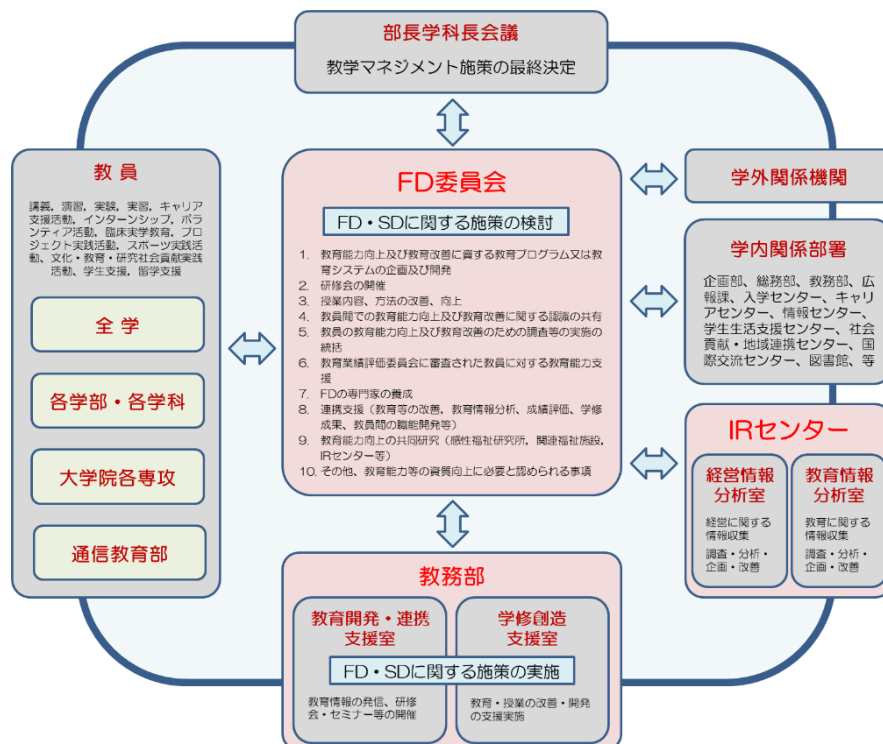 部長学科長会議
教学マネジメント施策の最終決定
教 員
講義，演習，実験，実習，キャリア
支援活動，インターンシップ，ボラ
ンティア活動，臨床実学教育，プロ
ジェクト実践活動，スポーツ実践活
動、文化・教育・研究社会貢献実践
活動、学生支援，留学支援
全 学
各学部・各学科
大学院各専攻
通信教育部
FD委員会
FD・SDに関する施策の検討
1. 教育能力向上及び教育改善に資する教育プログラム又は教
育システムの企画及び開発
2. 研修会の開催
3. 授業内容、方法の改善、向上
4. 教員間での教育能力向上及び教育改善に関する認識の共有
5. 教員の教育能力向上及び教育改善のための調査等の実施の
統括
6. 教育業績評価委員会に審査された教員に対する教育能力支
援
7. FDの専門家の養成
8. 連携支援（教育等の改善，教育情報分析、成績評価、学修
成果、教員間の職能開発等）
9. 教育能力向上の共同研究（感性福祉研究所，関連福祉施設，
IRセンター等）
10. その他、教育能力等の資質向上に必要と認められる事項
学外関係機関
学内関係部署
企画部、総務部、教務部、広
報課、入学センター、キャリ
アセンター、情報センター、
学生生活支援センター、社会
貢献・地域連携センター、国
際交流センター、図書館、等
IRセンター
経営情報
分析室
経営に関する
情報収集
調査・分析・
企画・改善
教育情報
分析室
教育に関する
情報収集
調査・分析・
企画・改善
教務部
教育開発・連携
支援室
学修創造
支援室
FD・SDに関する施策の実施
教育情報の発信、研修
会・セミナー等の開催
教育・授業の改善・開発
の支援実施